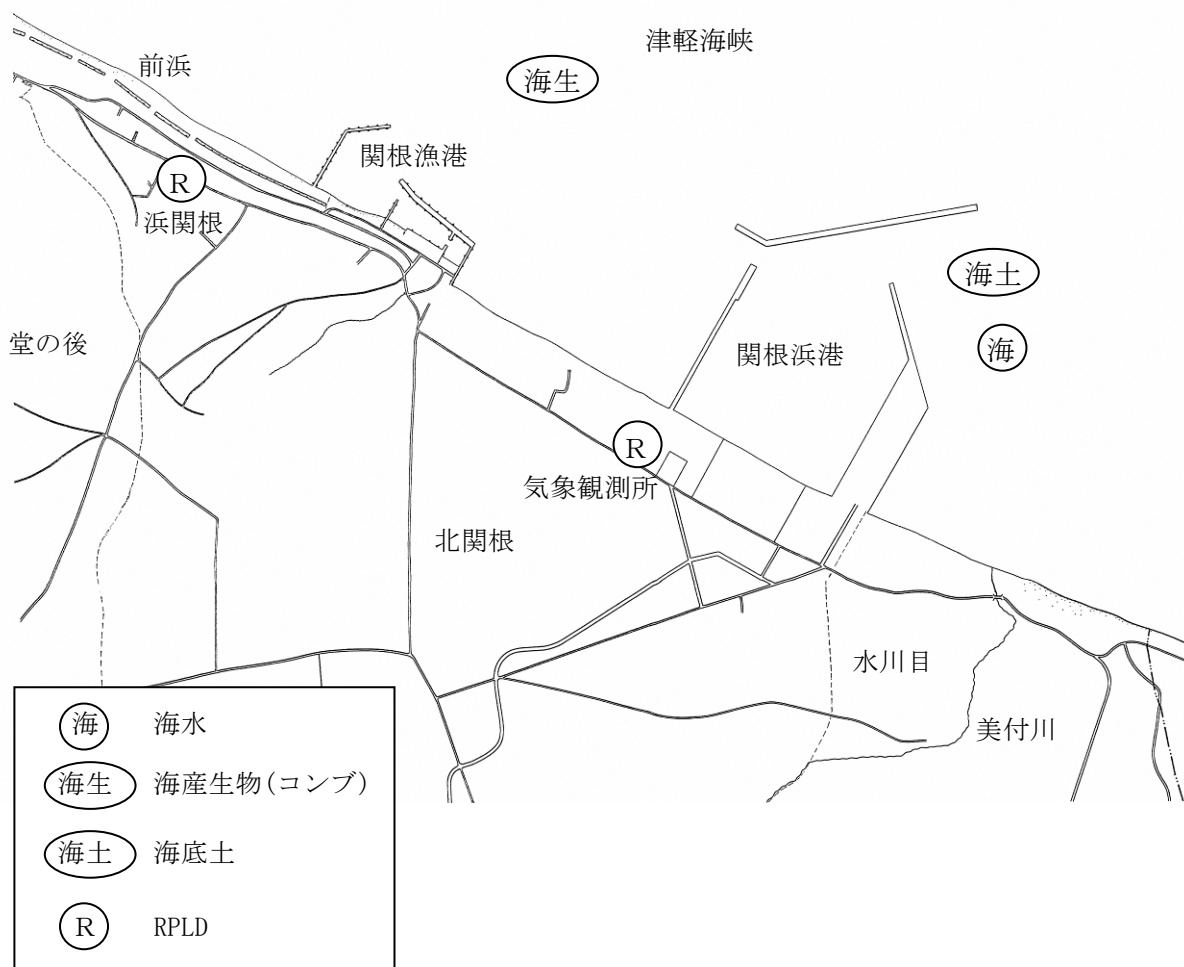 津軽海峡
前浜
海生
関根漁港
R
浜関根
海土
堂の後
関根浜港
海
R
気象観測所
北関根
水川目
美付川
海 海水
海生 海産生物(コンブ)
海土 海底土
R RPLD